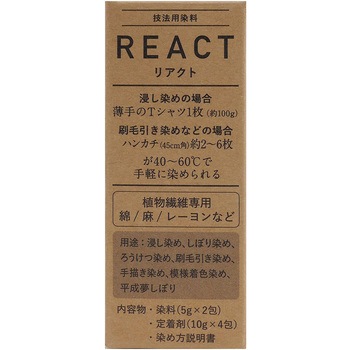 技法用染料
REACT
リアクト
浸し染めの場合
薄手のTシャツ1枚(約100g)
刷毛引き染めなどの場合
ハンカチ(45cm角)約2~6枚
が40~60℃で
手軽に染められる
植物繊維専用
綿/麻/レーヨンなど
用途:浸し染め、しぼり染め、
ろうけつ染め、刷毛引き染め、
手描き染め、模様着色染め、
平成夢しぼり
内容物・染料(5g×2包)
・定着剤(10g×4包)
・染め方説明書